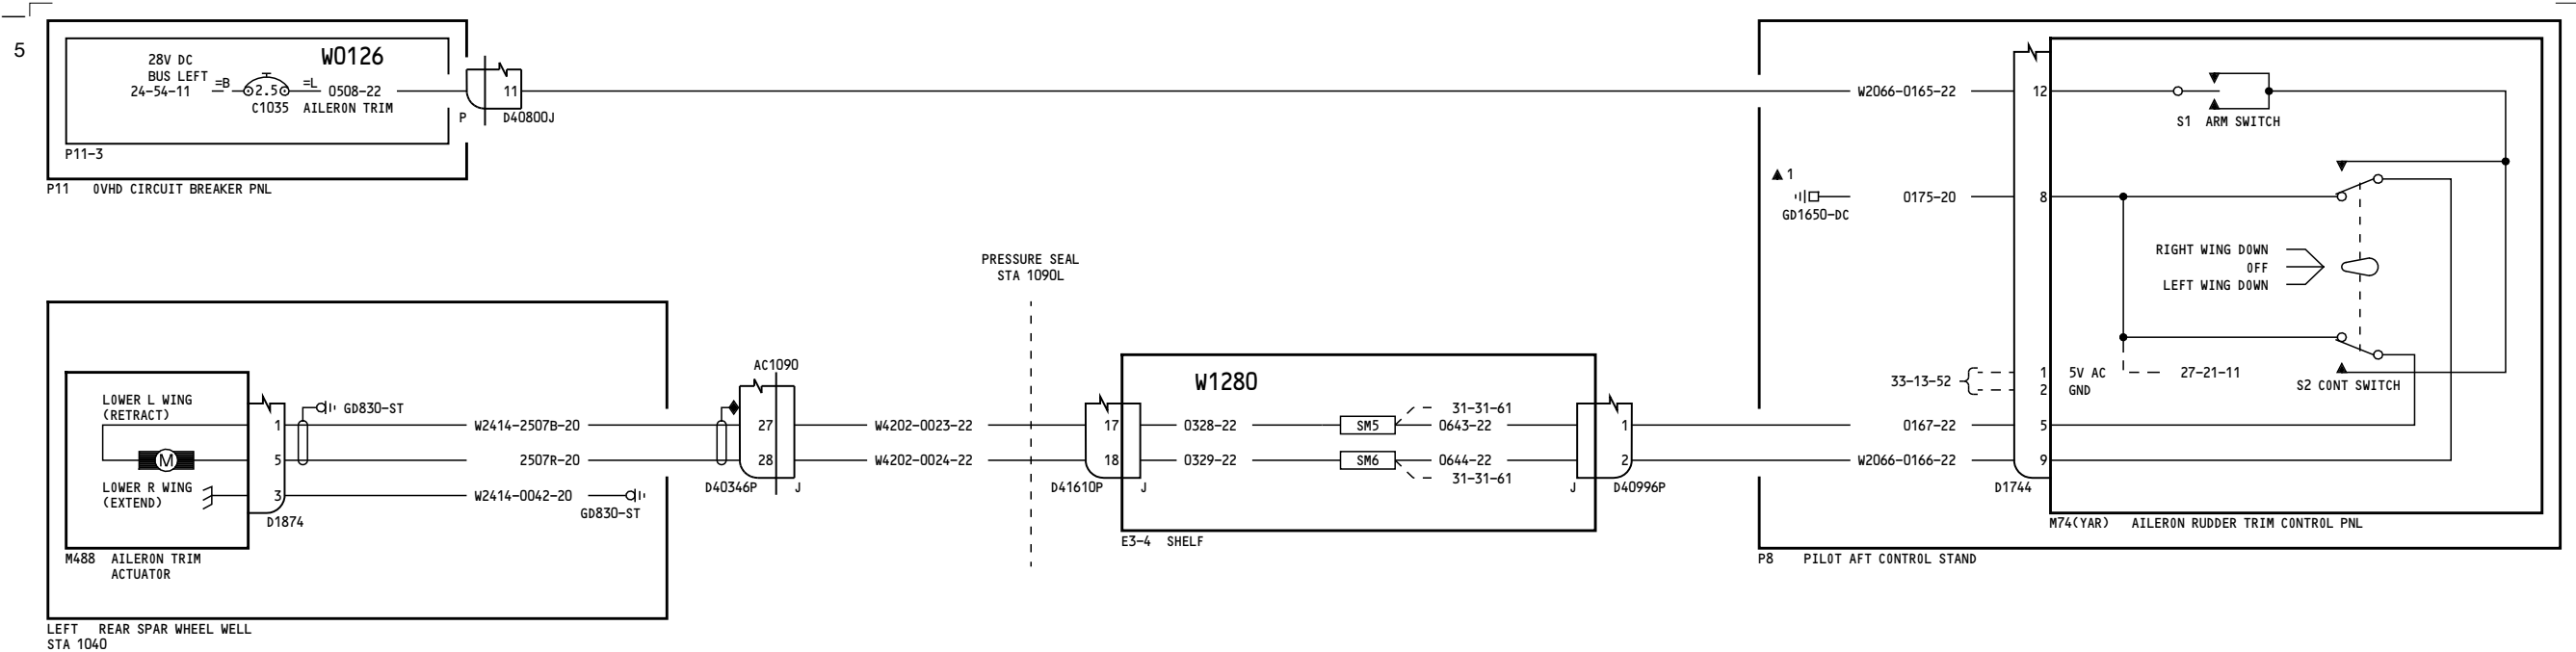 5
28V DC
BUS LEFT
24-54-11
=B
2.5
=L
C1035
W0126
0508-22
AILERON TRIM
P11-3
P11 OVHD CIRCUIT BREAKER PNL
P
11
D40800J
W2066-0165-22
12
S1 ARM SWITCH
1
GD1650-DC
0175-20
8
RIGHT WING DOWN
OFF
LEFT WING DOWN
33-13-52
1
2
5V AC
GND
27-21-11
S2 CONT SWITCH
0167-22
5
W2066-0166-22
9
D1744
M74(YAR) AILERON RUDDER TRIM CONTROL PNL
P8 PILOT AFT CONTROL STAND
PRESSURE SEAL
STA 1090L
LOWER L WING
(RETRACT)
M
LOWER R WING
(EXTEND)
1
5
3
D1874
GD830-ST
W2414-2507B-20
2507R-20
W2414-0042-20
GD830-ST
M488 AILERON TRIM
ACTUATOR
LEFT REAR SPAR WHEEL WELL
STA 1040
AC1090
27
28
D40346P
J
W4202-0023-22
W4202-0024-22
17
18
D41610P
J
W1280
0328-22
0329-22
SM5
SM6
31-31-61
0643-22
0644-22
31-31-61
E3-4 SHELF
1
2
J
D40996P